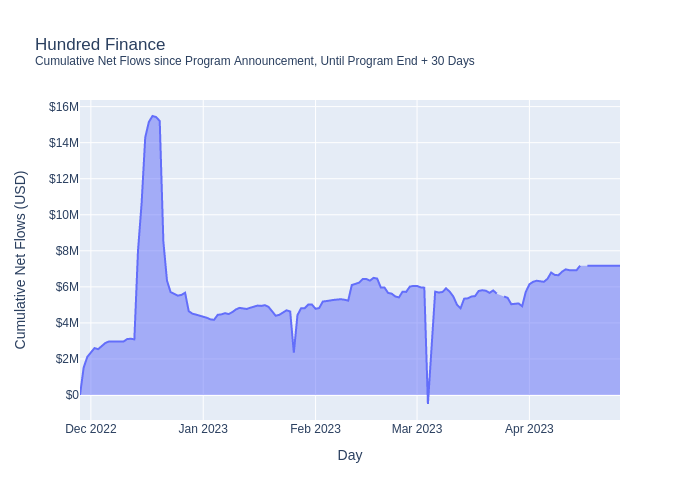 Hundred Finance
Cumulative Net Flows since Program Announcement, Until Program End + 30 Days
Cumulative Net Flows (USD)
$16M
$14M
$12M
$10M
$8M
$6M
$4M
$2M
$0
Dec 2022
Jan 2023
Feb 2023
Mar 2023
Apr 2023
Day